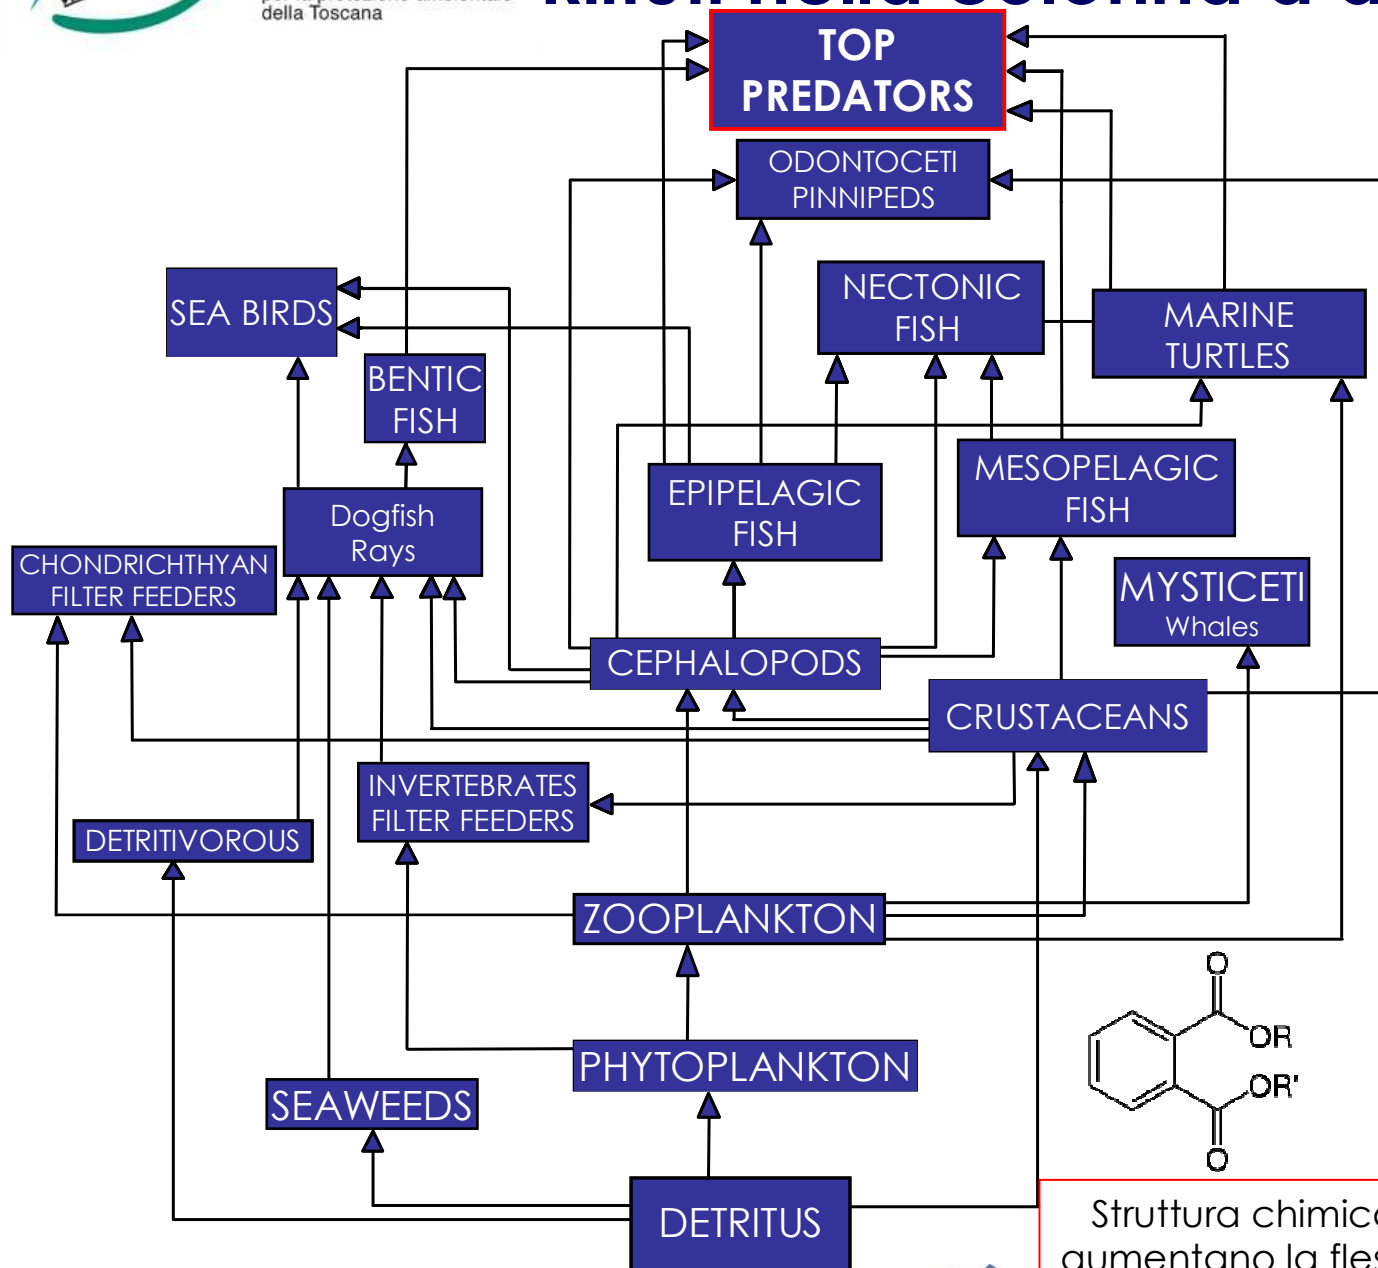 della Toscana
TOP
PREDATORS
ODONTOCETI
PINNIPEDS
SEA BIRDS
NECTONIC
FISH
MARINE
TURTLES
BENTIC
FISH
MESOPELAGIC
FISH
EPIPELAGIC
FISH
Dogfish
Rays
CHONDRICHTHYAN
FILTER FEEDERS
MYSTICETI
Whales
CEPHALOPODS
CRUSTACEANS
INVERTEBRATES
FILTER FEEDERS
DETRITIVOROUS
ZOOPLANKTON
PHYTOPLANKTON
SEAWEEDS
O
OR
OR'
O
DETRITUS
Struttura
aumentano la